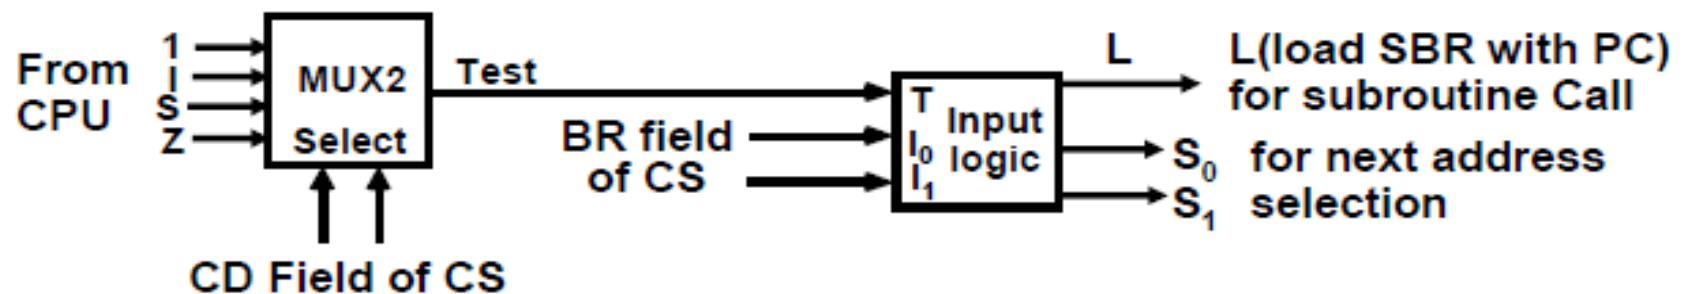 From
CPU
1
I
S
Z
MUX2
Select
Test
CD Field of CS
BR field
of CS
T
I0
I1
Input
logic
L
L(load SBR with PC)
for subroutine Call
S0
S1
for next address
selection